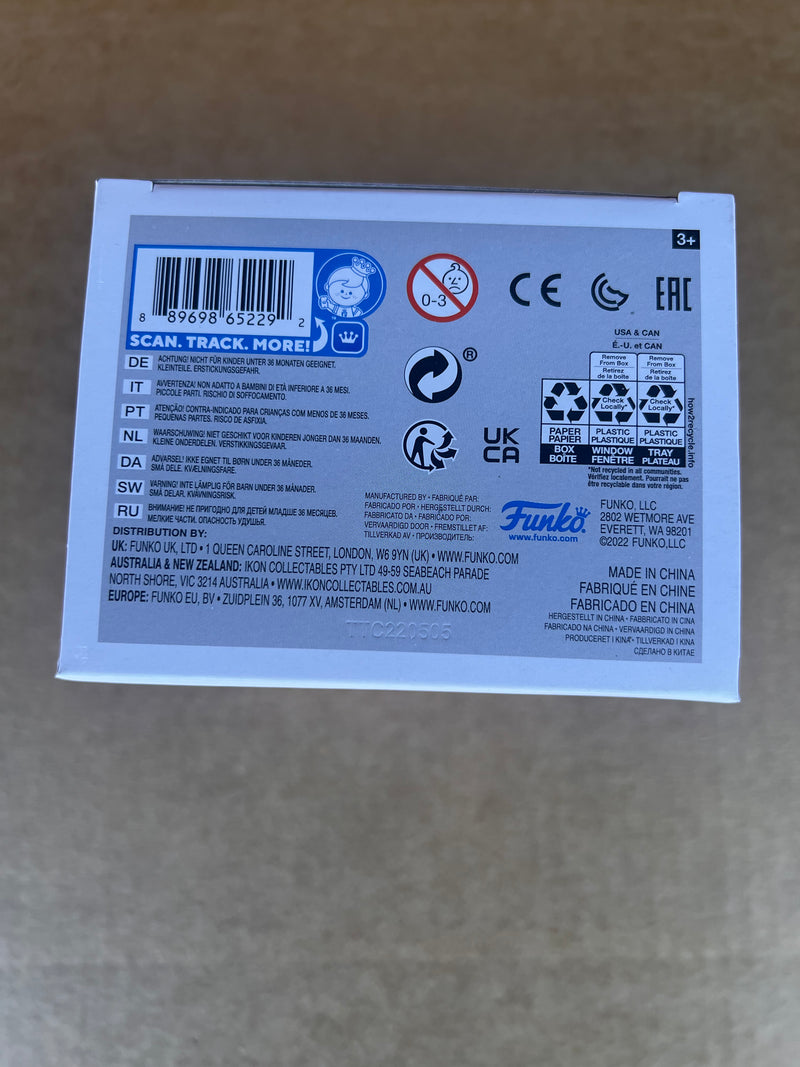 3+
8 89698 65229 2
™
SCAN. TRACK. MORE!
0-3
CE
EAC
®
UK
CA
USA & CAN
É.-U. et CAN
Remove From Box
Retirez de la boîte
Remove From Box
Retirez de la boîte
Check Locally*
Check Locally*
PAPER
PAPIER
PLASTIC
PLASTIQUE
PLASTIC
PLASTIQUE
BOX
BOÎTE
WINDOW
FENÊTRE
TRAY
PLATEAU
how2recycle.info
*Not recycled in all communities.
Vérifiez localement. Pourrait ne pas
être recyclable dans votre région.
DE ACHTUNG! NICHT FÜR KINDER UNTER 36 MONATEN GEEIGNET.
KLEINTEILE. ERSTICKUNGSGEFAHR.
IT AVVERTENZA! NON ADATTO A BAMBINI DI ETÀ INFERIORE A 36 MESI.
PICCOLE PARTI. RISCHIO DI SOFFOCAMENTO.
PT ATENÇÃO! CONTRA-INDICADO PARA CRIANÇAS COM MENOS DE 36 MESES.
PEQUENAS PARTES. RISCO DE ASFIXIA.
NL WAARSCHUWING! NIET GESCHIKT VOOR KINDEREN JONGER DAN 36 MAANDEN.
KLEINE ONDERDELEN. VERSTIKKINGSGEVAAR.
DA ADVARSEL! IKKE EGNET TIL BØRN UNDER 36 MÅNEDER.
SMÅ DELE. KVÆLNINGSFARE.
SW VARNING! INTE LÄMPLIG FÖR BARN UNDER 36 MÅNADER.
SMÅ DELAR. KVÄVNINGSRISK.
RU ВНИМАНИЕ! НЕ ПРИГОДНО ДЛЯ ДЕТЕЙ МЛАДШЕ 36 МЕСЯЦЕВ.
МЕЛКИЕ ЧАСТИ. ОПАСНОСТЬ УДУШЬЯ.
MANUFACTURED BY • FABRIQUÉ PAR:
FABRICADO POR • HERGESTELLT DURCH:
FABBRICATO DA • FABRICADO POR:
VERVAARDIGD DOOR • FREMSTILLET AF:
TILLVERKAD AV • ПРОИЗВОДИТЕЛЬ:
Funko®
www.funko.com
FUNKO, LLC
2802 WETMORE AVE
EVERETT, WA 98201
©2022 FUNKO,LLC
DISTRIBUTION BY:
UK: FUNKO UK, LTD • 1 QUEEN CAROLINE STREET, LONDON, W6 9YN (UK) • WWW.FUNKO.COM
AUSTRALIA & NEW ZEALAND: IKON COLLECTABLES PTY LTD 49-59 SEABEACH PARADE
NORTH SHORE, VIC 3214 AUSTRALIA • WWW.IKONCOLLECTABLES.COM.AU
EUROPE: FUNKO EU, BV • ZUIDPLEIN 36, 1077 XV, AMSTERDAM (NL) • WWW.FUNKO.COM
MADE IN CHINA
FABRIQUÉ EN CHINE
FABRICADO EN CHINA
HERGESTELLT IN CHINA • FABBRICATO IN CINA
FABRICADO NA CHINA • VERVAARDIGD IN CHINA
PRODUCERET I KINA • TILLVERKAD I KINA
СДЕЛАНО В КИТАЕ
TTC220505